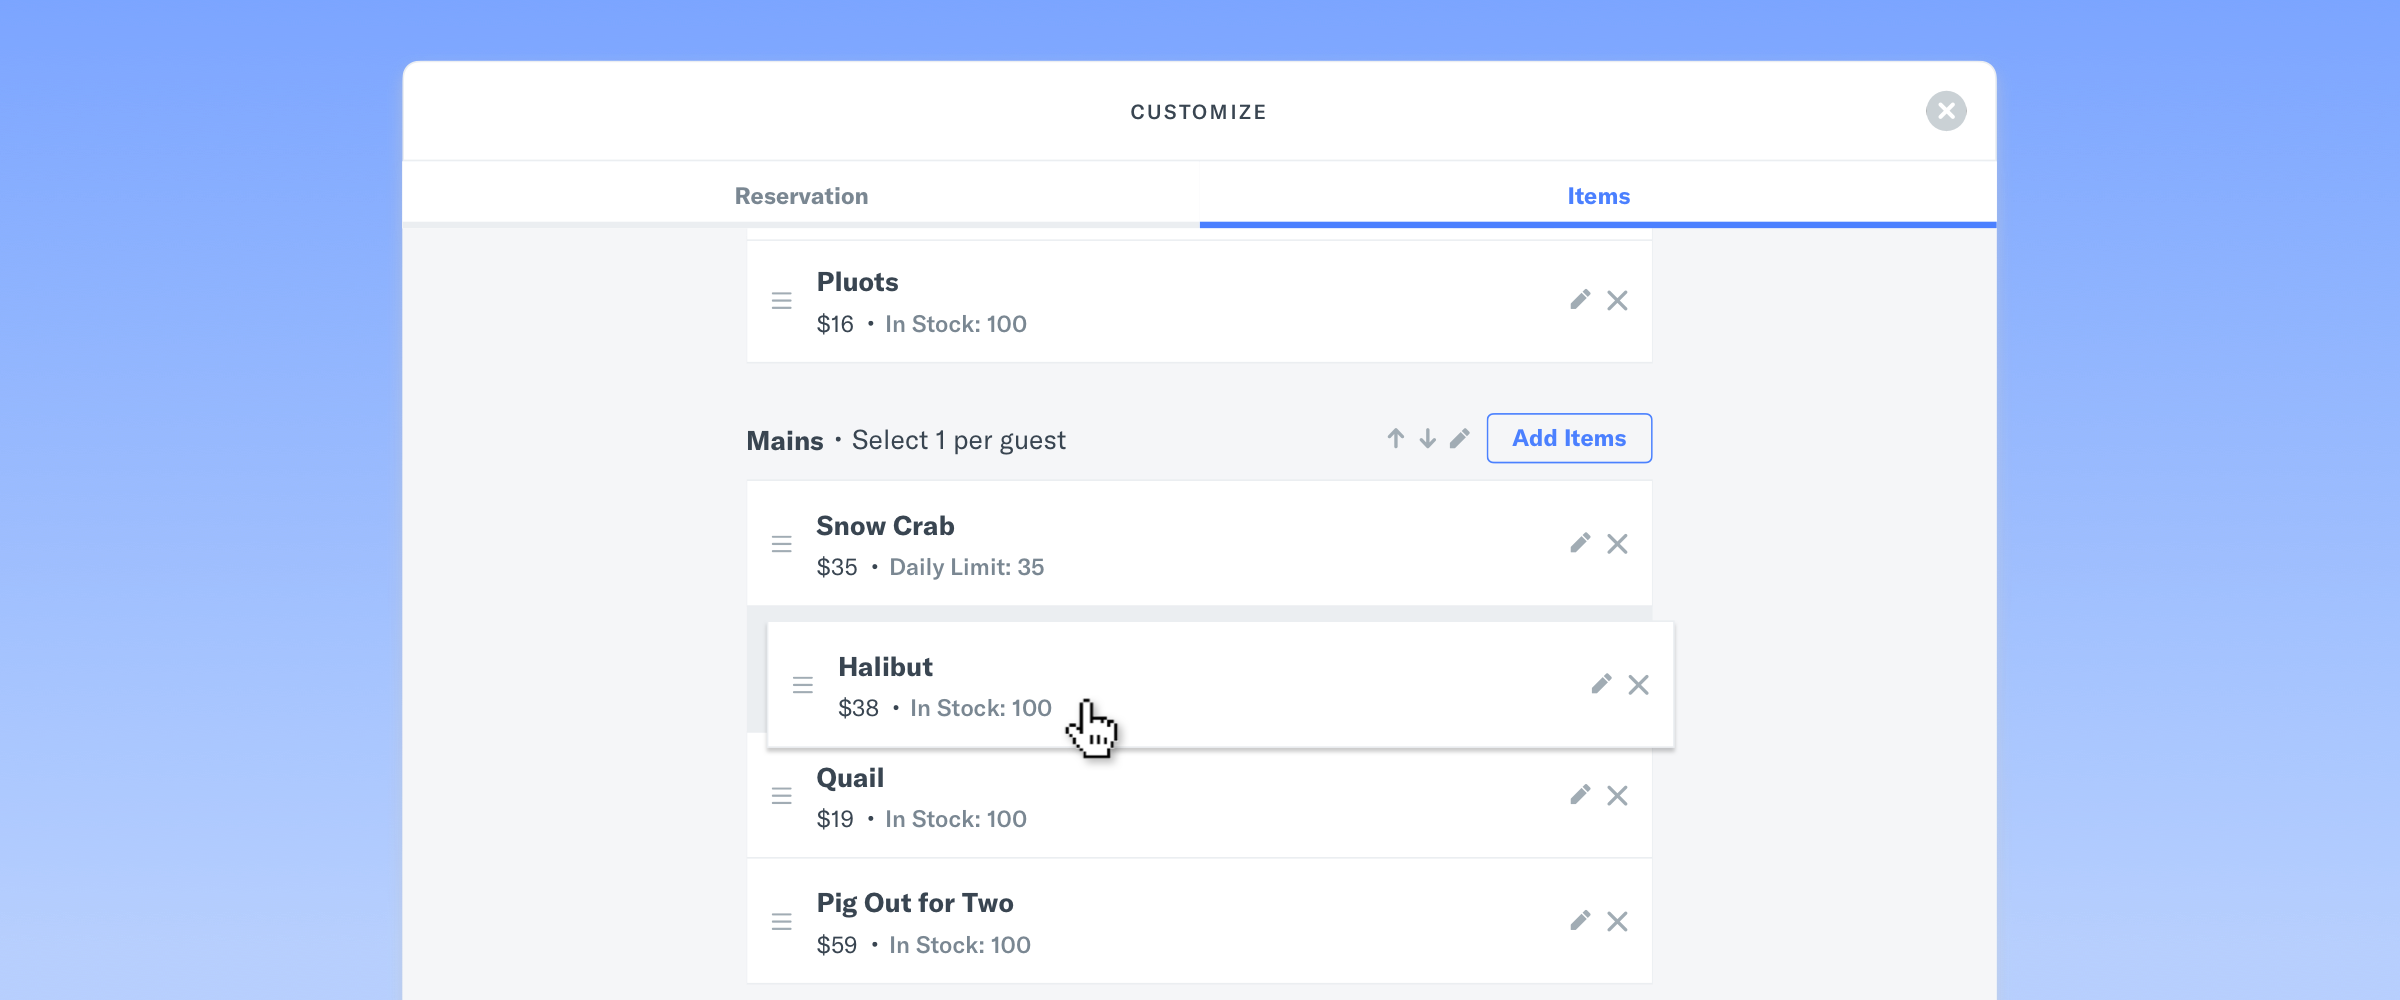 CUSTOMIZE
Reservation
Items
Pluots
$16 • In Stock: 100
Mains • Select 1 per guest
Add Items
Snow Crab
$35 • Daily Limit: 35
Halibut
$38 • In Stock: 100
Quail
$19 • In Stock: 100
Pig Out for Two
$59 • In Stock: 100